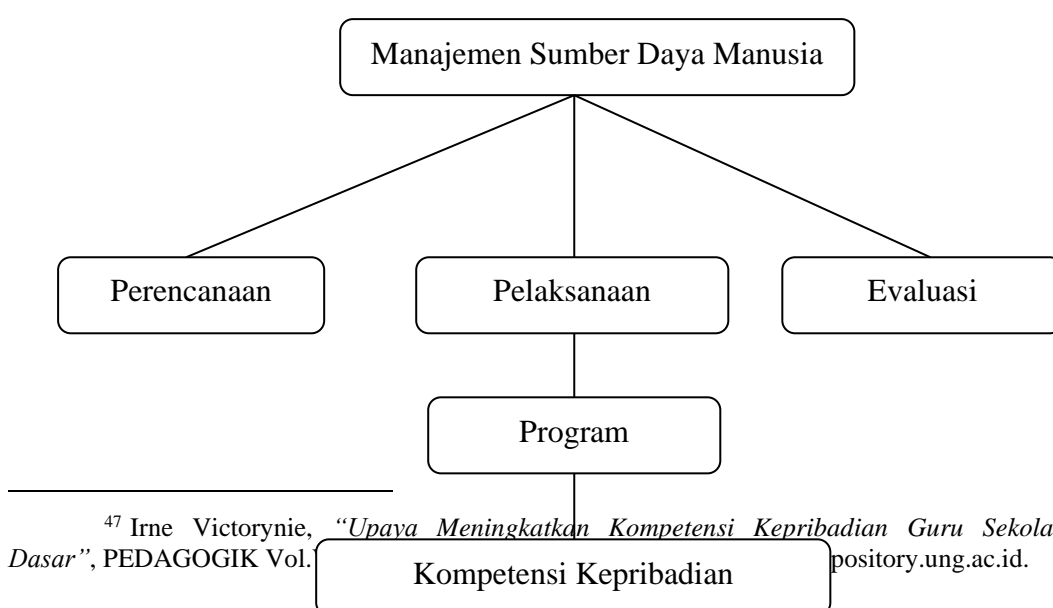 Manajemen Sumber Daya Manusia
Perencanaan Pelaksanaan Evaluasi
Program
47 Irne Victorynie, “Upaya Meningkatkan Kompetensi Kepribadian Guru Sekola
Dasar”, PEDAGOGIK Vol. pository.ung.ac.id.
Kompetensi Kepribadian